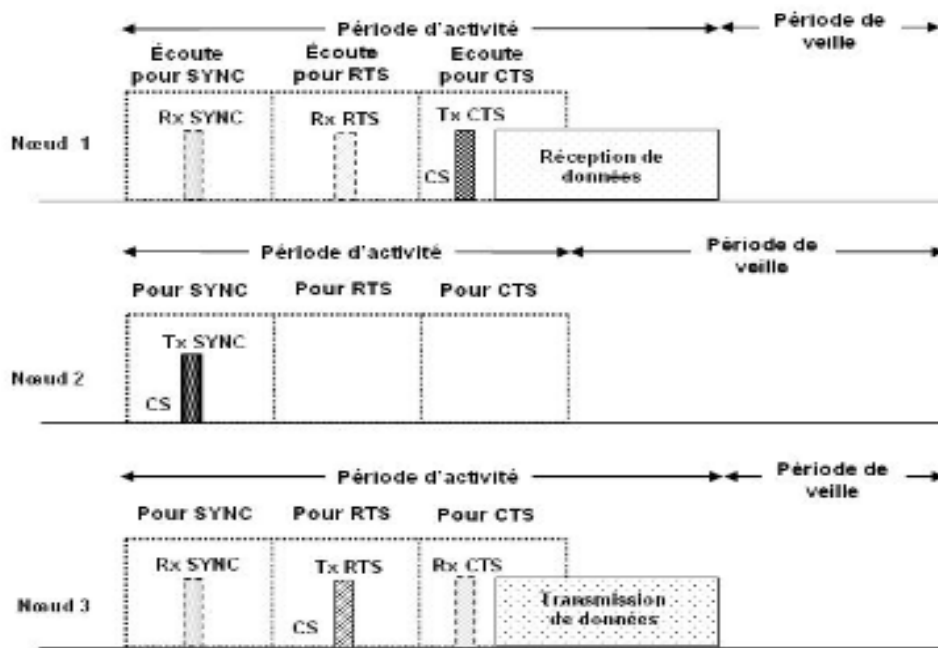 Période d'activité
Période de
veille
Écoute
pour SYNC
Écoute
pour RTS
Ecoute
pour CTS
Nœud 1
Rx SYNC
Rx RTS
Tx CTS
CS
Réception de
données
Période d'activité
Période de
veille
Pour SYNC
Pour RTS
Pour CTS
Nœud 2
Tx SYNC
CS
Période d'activité
Période de
veille
Pour SYNC
Pour RTS
Pour CTS
Nœud 3
Rx SYNC
Tx RTS
CS
Rx CTS
Transmission
de données